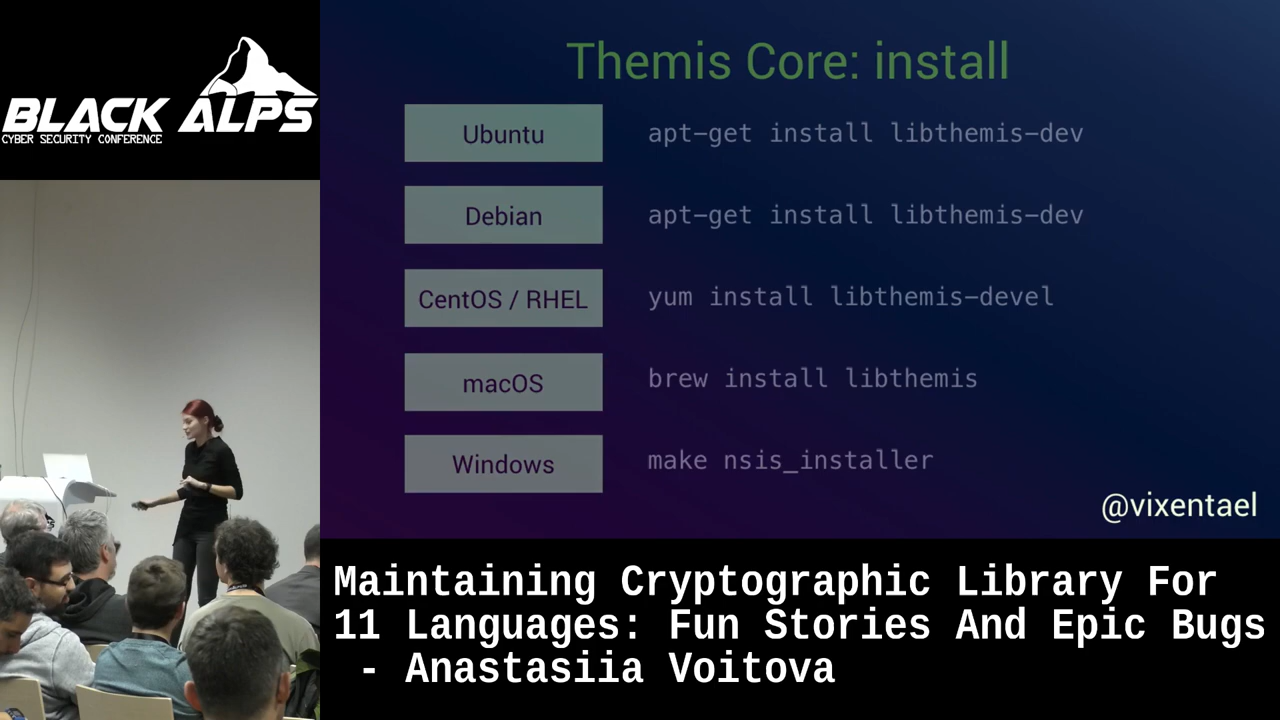 BLACK ALPS
CYBER SECURITY CONFERENCE
Themis Core: install
Ubuntu apt-get install libthemis-dev
Debian apt-get install libthemis-dev
CentOS / RHEL yum install libthemis-devel
macOS brew install libthemis
Windows make nsis_installer
@vixentael
Maintaining Cryptographic Library For
11 Languages: Fun Stories And Epic Bugs
- Anastasiia Voitova